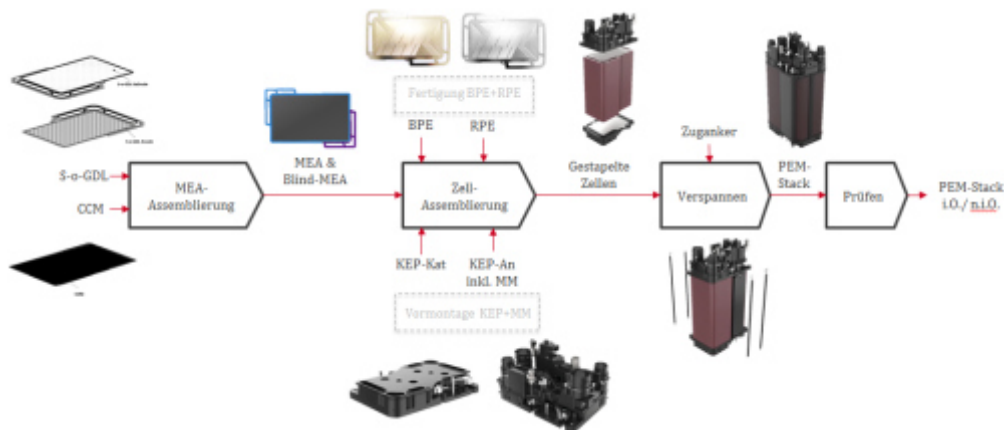 Fertigung BPE+RPE
BPE
RPE
Zuganker
S-o-GDL
CCM
MEA-
Assemblierung
MEA &
Blind-MEA
Zell-
Assemblierung
Gestapelte
Zellen
Verspannen
PEM-
Stack
Prüfen
PEM-Stack
i.O./ n.i.O.
KEP-Kat
KEP-An
inkl. MM
Vormontage KEP+MM